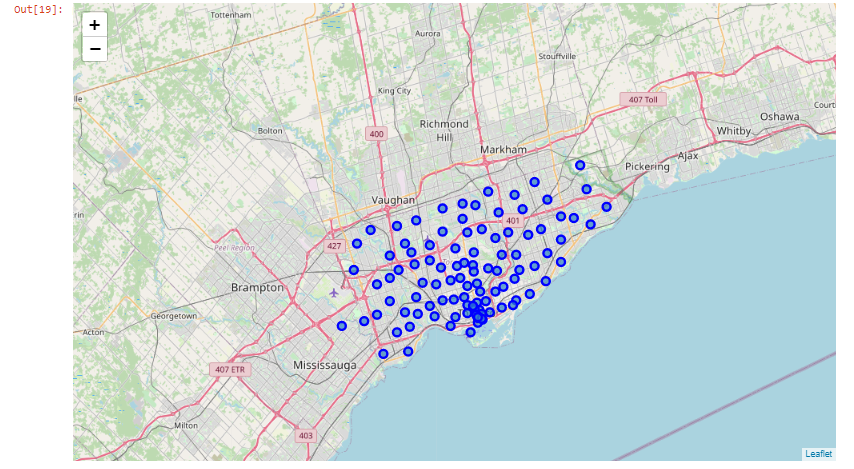 Out[19]:
+
−
Tottenham
Aurora
Stouffville
King City
407 Toll
Oshawa
Courti
Richmond
Hill
400
Whitby
Bolton
Markham
Ajax
Pickering
Vaughan
401
427
Peel Region
Brampton
Georgetown
Acton
Mississauga
407 ETR
Milton
403
Leaflet